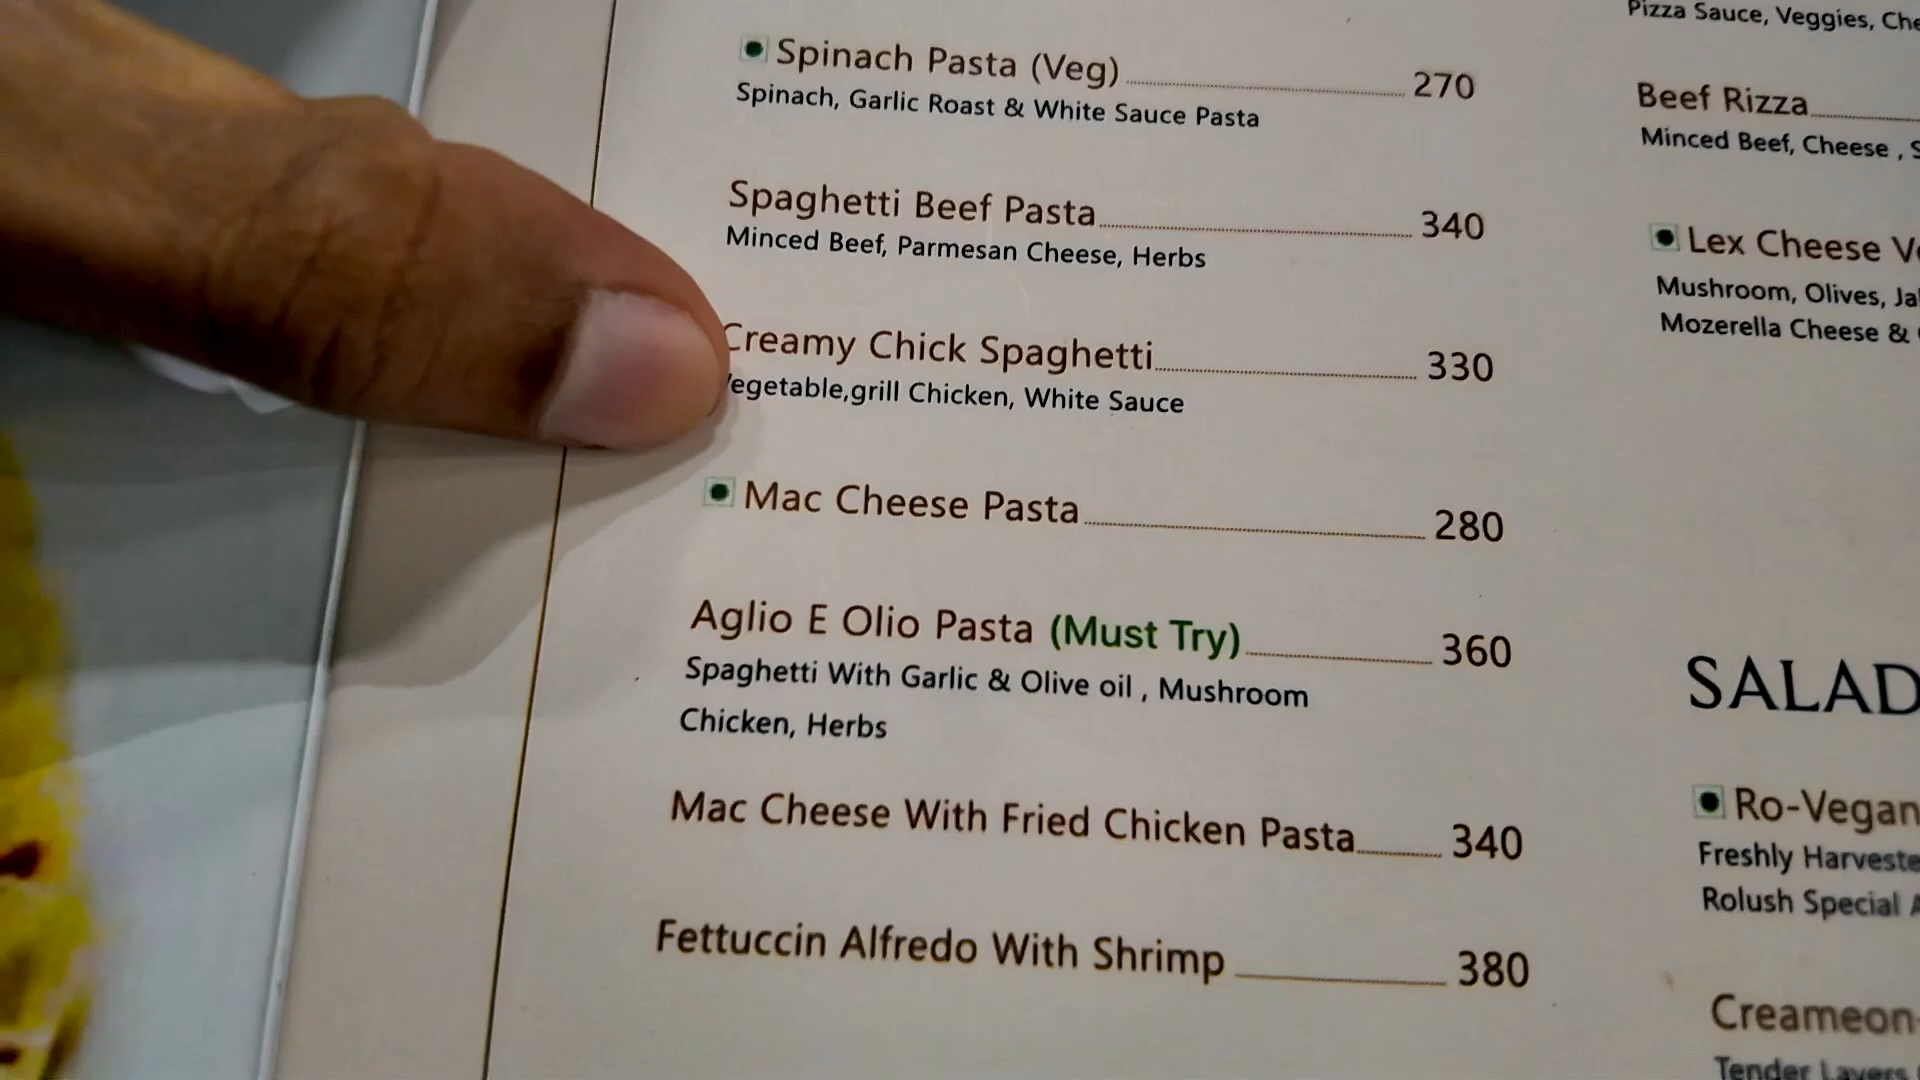 Spinach Pasta (Veg) 270
Spinach, Garlic Roast & White Sauce Pasta
Spaghetti Beef Pasta 340
Minced Beef, Parmesan Cheese, Herbs
Creamy Chick Spaghetti 330
Vegetable,grill Chicken, White Sauce
Mac Cheese Pasta 280
Aglio E Olio Pasta (Must Try) 360
Spaghetti With Garlic & Olive oil , Mushroom
Chicken, Herbs
Mac Cheese With Fried Chicken Pasta 340
Fettuccin Alfredo With Shrimp 380
Pizza Sauce, Veggies,
Beef Rizza
Minced Beef, Cheese ,
Lex Cheese
Mushroom, Olives,
Mozerella Cheese &
SALAD
Ro-Vegan
Freshly
Rolush Special
Creameon
Tender Layers